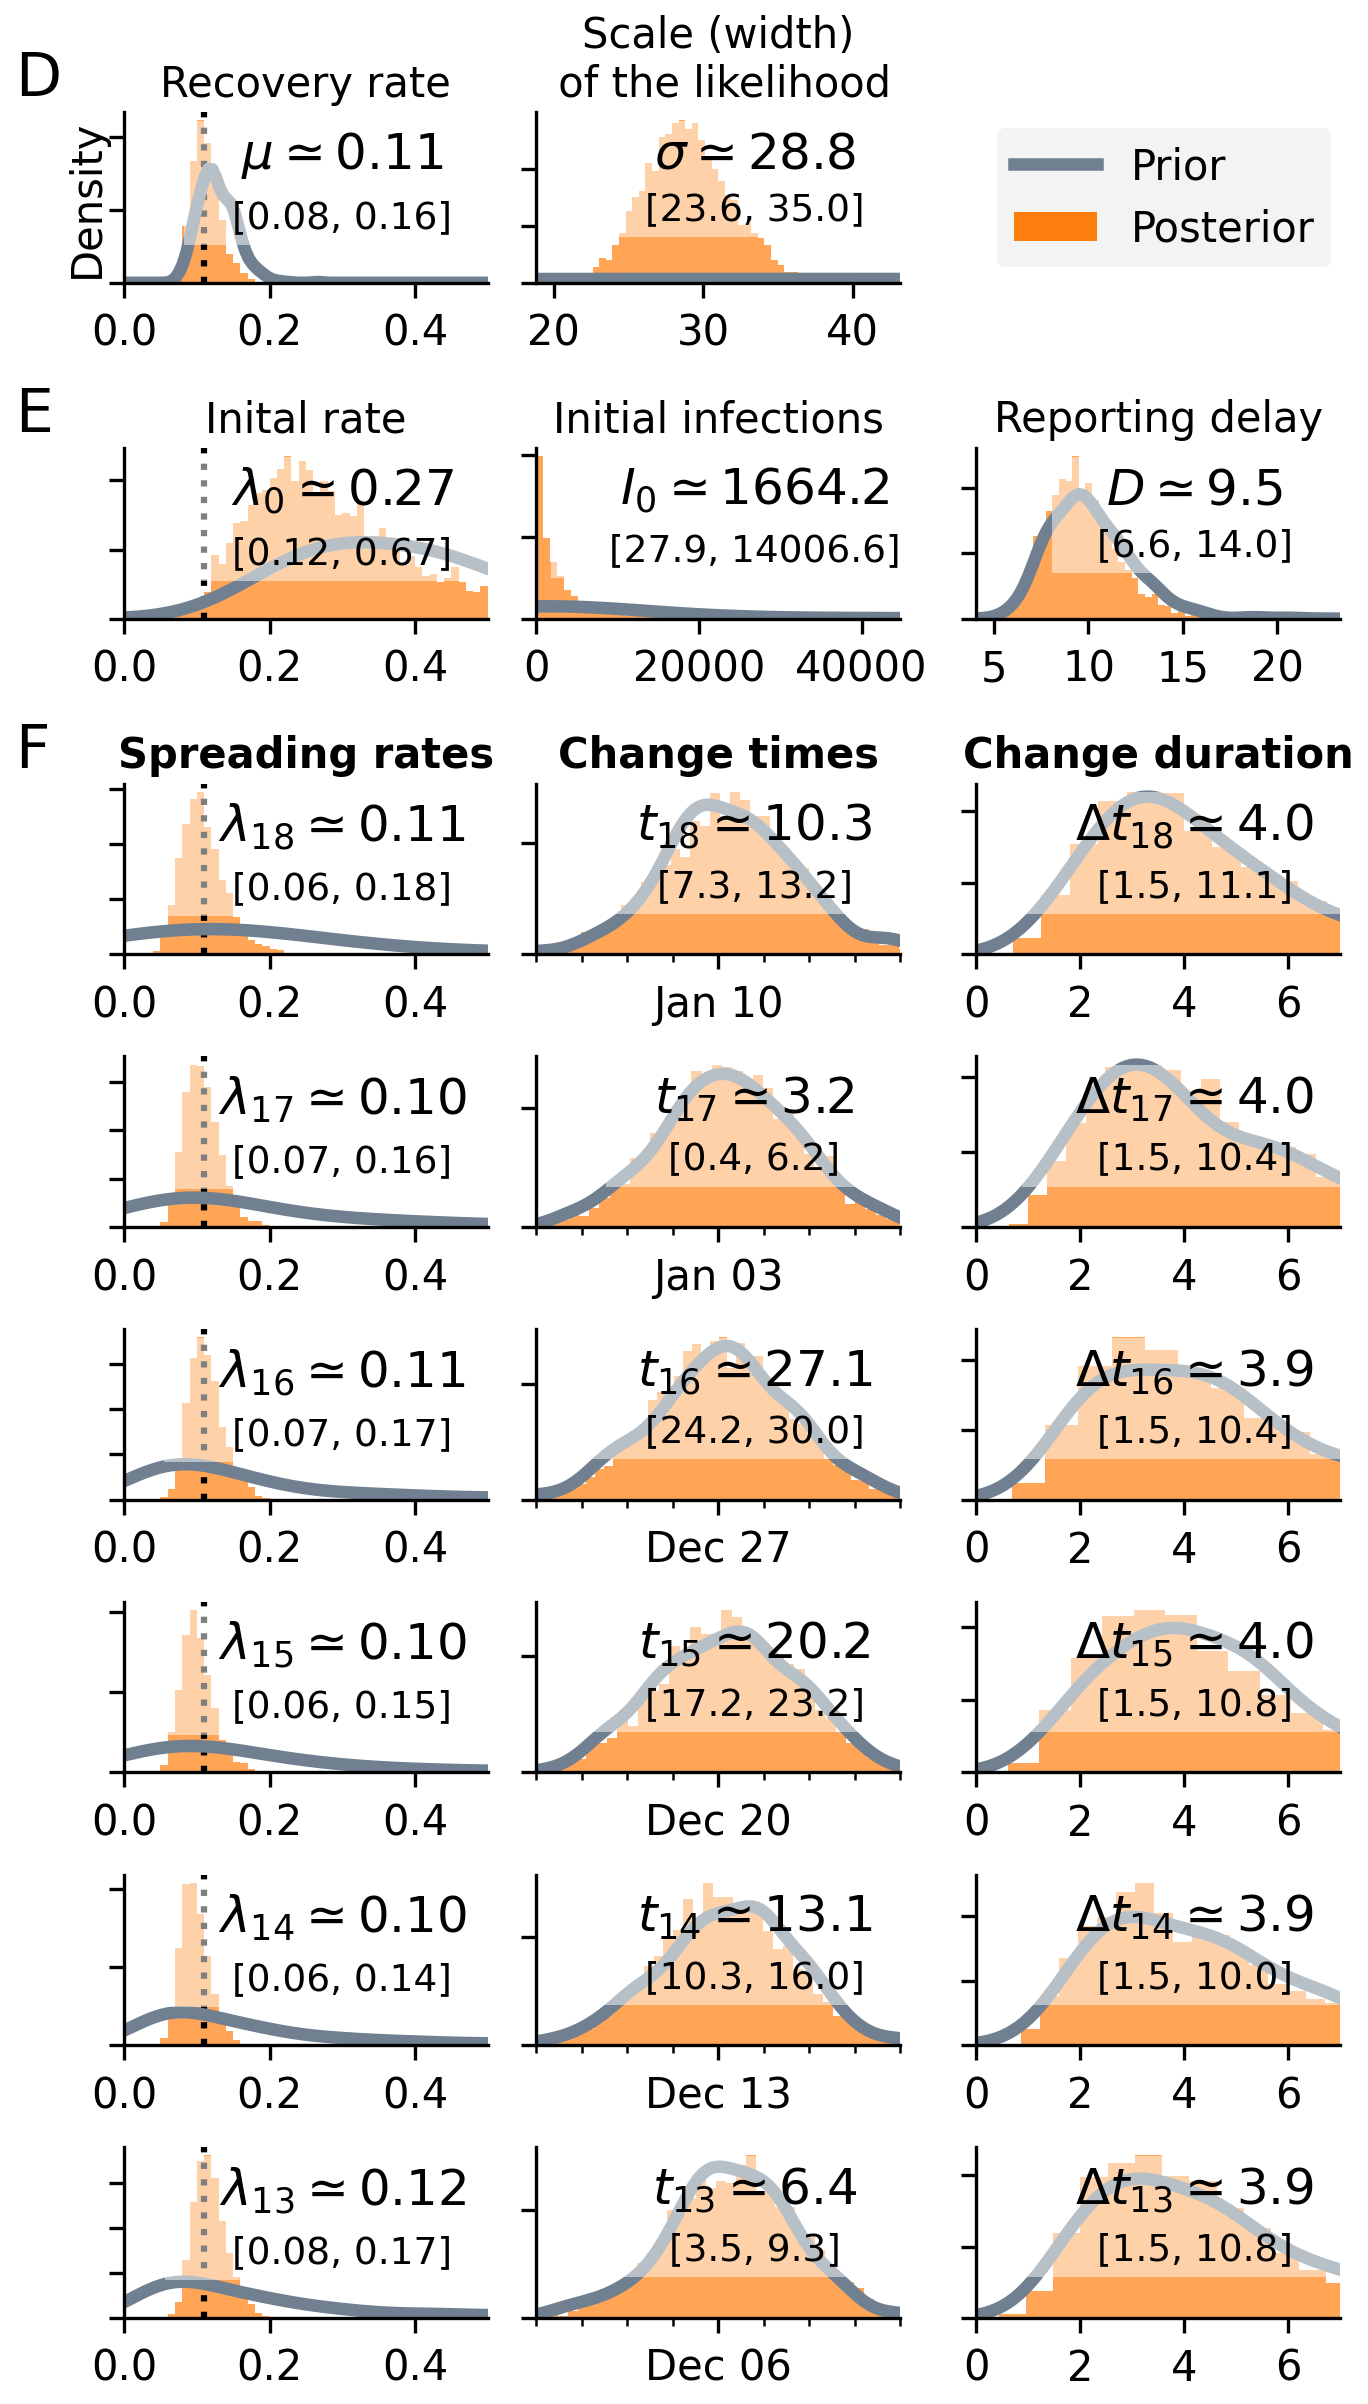 D
Recovery rate
Scale (width)
of the likelihood
Density
μ ≃ 0.11
[0.08, 0.16]
0.0 0.2 0.4
σ ≃ 28.8
[23.6, 35.0]
20 30 40
Prior
Posterior
E
Inital rate
λ0 ≃ 0.27
[0.12, 0.67]
0.0 0.2 0.4
Initial infections
I0 ≃ 1664.2
[27.9, 14006.6]
0 20000 40000
Reporting delay
D ≃ 9.5
[6.6, 14.0]
5 10 15 20
F
Spreading rates
Change times
Change duration
λ18 ≃ 0.11
[0.06, 0.18]
0.0 0.2 0.4
t18 ≃ 10.3
[7.3, 13.2]
Jan 10
Δt18 ≃ 4.0
[1.5, 11.1]
0 2 4 6
λ17 ≃ 0.10
[0.07, 0.16]
0.0 0.2 0.4
t17 ≃ 3.2
[0.4, 6.2]
Jan 03
Δt17 ≃ 4.0
[1.5, 10.4]
0 2 4 6
λ16 ≃ 0.11
[0.07, 0.17]
0.0 0.2 0.4
t16 ≃ 27.1
[24.2, 30.0]
Dec 27
Δt16 ≃ 3.9
[1.5, 10.4]
0 2 4 6
λ15 ≃ 0.10
[0.06, 0.15]
0.0 0.2 0.4
t15 ≃ 20.2
[17.2, 23.2]
Dec 20
Δt15 ≃ 4.0
[1.5, 10.8]
0 2 4 6
λ14 ≃ 0.10
[0.06, 0.14]
0.0 0.2 0.4
t14 ≃ 13.1
[10.3, 16.0]
Dec 13
Δt14 ≃ 3.9
[1.5, 10.0]
0 2 4 6
λ13 ≃ 0.12
[0.08, 0.17]
0.0 0.2 0.4
t13 ≃ 6.4
[3.5, 9.3]
Dec 06
Δt13 ≃ 3.9
[1.5, 10.8]
0 2 4 6